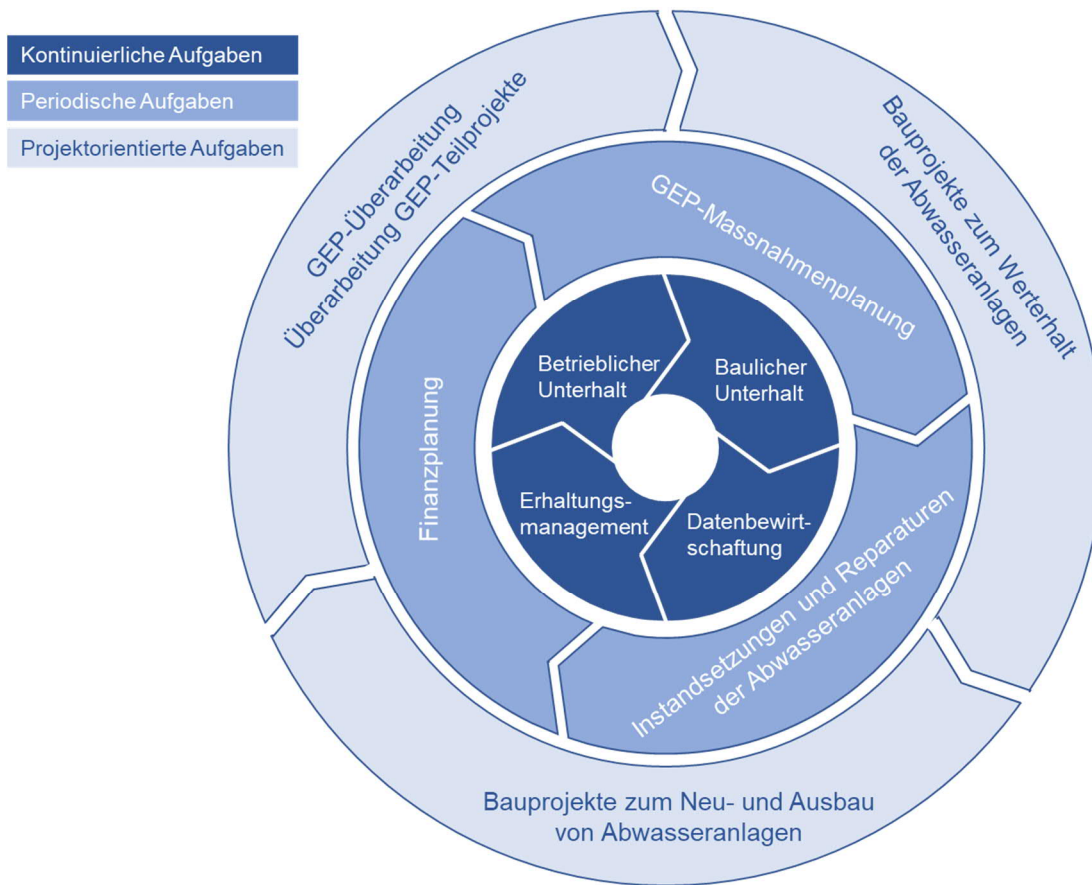 Kontinuierliche Aufgaben
Periodische Aufgaben
Projektorientierte Aufgaben
GEP-Überarbeitung
Überarbeitung GEP-Teilprojekte
Bauprojekte zum Werterhalt
der Abwasseranlagen
GEP-Massnahmenplanung
Finanzplanung
Betrieblicher
Unterhalt
Baulicher
Unterhalt
Erhaltungs-
management
Datenbewirt-
schaftung
Instandsetzungen und Reparaturen
der Abwasseranlagen
Bauprojekte zum Neu- und Ausbau
von Abwasseranlagen